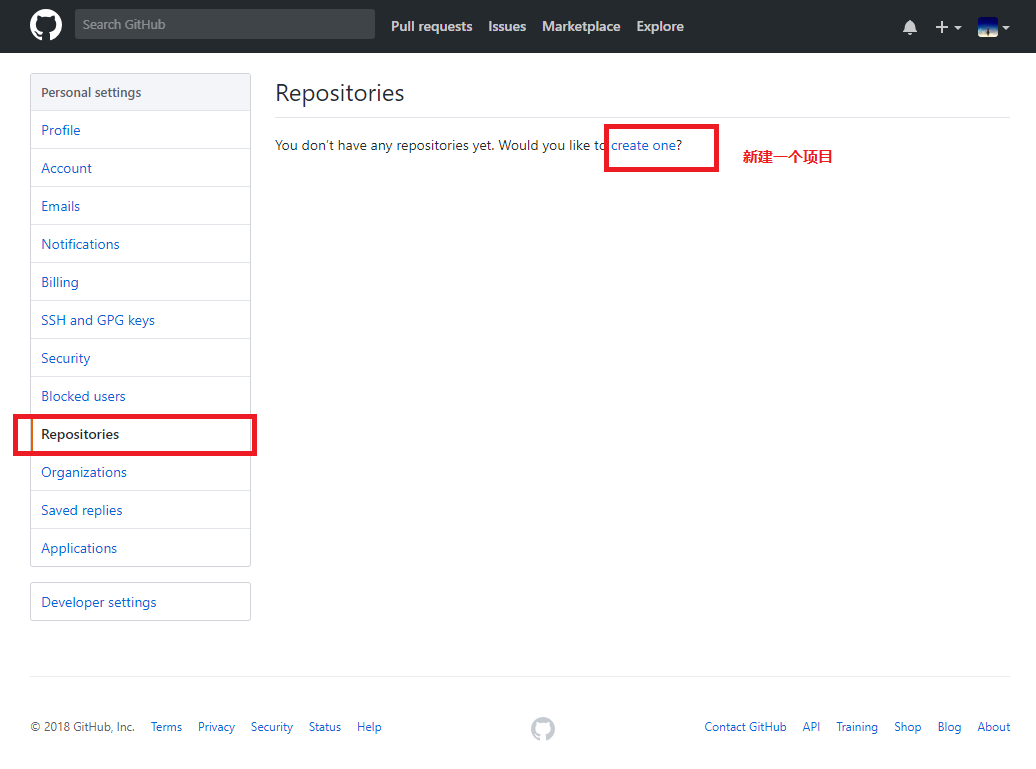 Search GitHub Pull requests Issues Marketplace Explore
Personal settings
Profile
Account
Emails
Notifications
Billing
SSH and GPG keys
Security
Blocked users
Repositories
Organizations
Saved replies
Applications
Developer settings
Repositories
You don’t have any repositories yet. Would you like to create one?
新建一个项目
© 2018 GitHub, Inc. Terms Privacy Security Status Help Contact GitHub API Training Shop Blog About